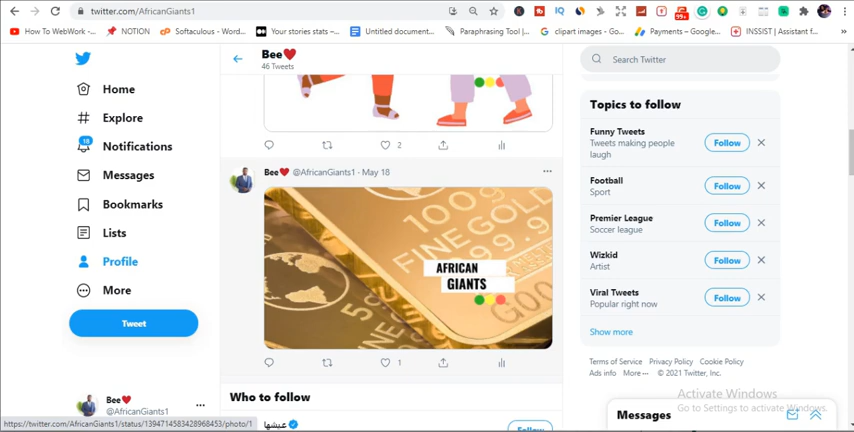 twitter.com/AfricanGiants1
How To WebWork -...
NOTION
Softaculous - Word...
Your stories stats –...
Untitled document...
Paraphrasing Tool |...
clipart images - Goo...
Payments – Google...
INSSIST | Assistant f...
99+
Bee❤️
46 Tweets
Search Twitter
Home
Explore
18
Notifications
Messages
Bookmarks
Lists
Profile
More
Tweet
Bee❤️
@AfricanGiants1
2
Bee❤️ @AfricanGiants1 · May 18
100g
FINE GOLD
999.9
AFRICAN
GIANTS
1
Who to follow
عيشها
Follow
Topics to follow
Funny Tweets
Tweets making people
laugh
Follow
Football
Sport
Follow
Premier League
Soccer league
Follow
Wizkid
Artist
Follow
Viral Tweets
Popular right now
Follow
Show more
Terms of Service Privacy Policy Cookie Policy
Ads info More··· © 2021 Twitter, Inc.
Activate Windows
Go to Settings to activate Windows.
Messages
https://twitter.com/AfricanGiants1/status/1394714583428968453/photo/1